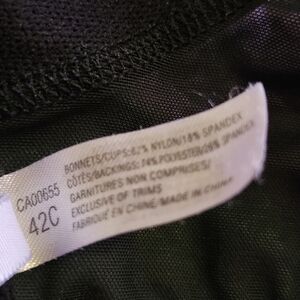 CA00655
42C
BONNETS/CUPS: 82% NYLON/18% SPANDEX
CÔTÉS/BACKINGS: 74% POLYESTER/26% SPANDEX
GARNITURES NON COMPRISES/
EXCLUSIVE OF TRIMS
FABRIQUÉ EN CHINE/MADE IN CHINA